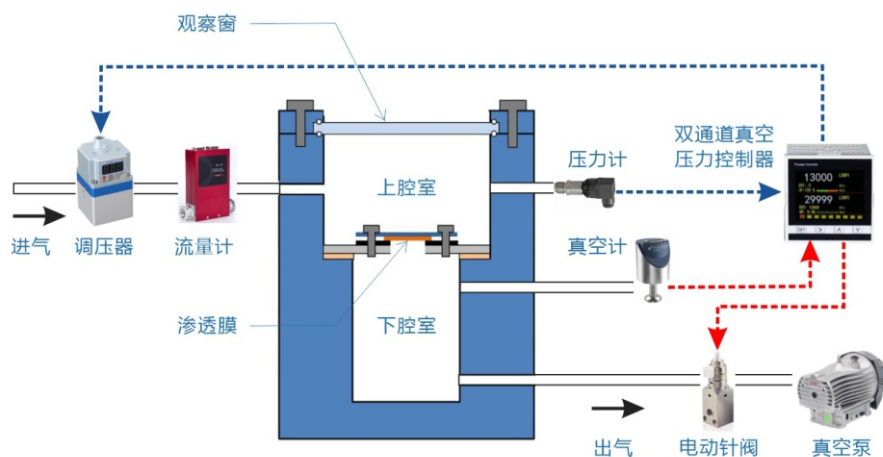 观察窗
双通道真空
压力控制器
压力计
上腔室
进气
调压器
流量计
真空计
渗透膜
下腔室
出气
电动针阀
真空泵
13000
29999